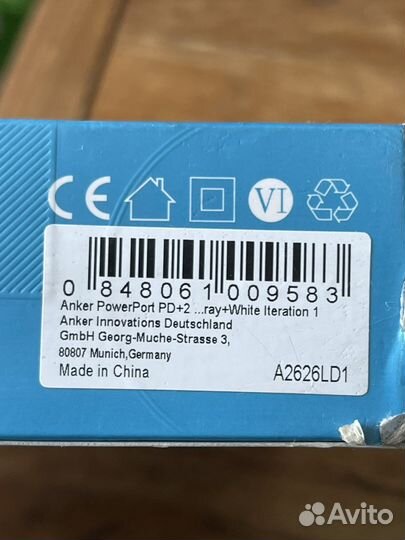 CE VI
0 848061 009583
Anker PowerPort PD+2 ...ray+White Iteration 1
Anker Innovations Deutschland
GmbH Georg-Muche-Strasse 3,
80807 Munich,Germany
Made in China A2626LD1
Avito